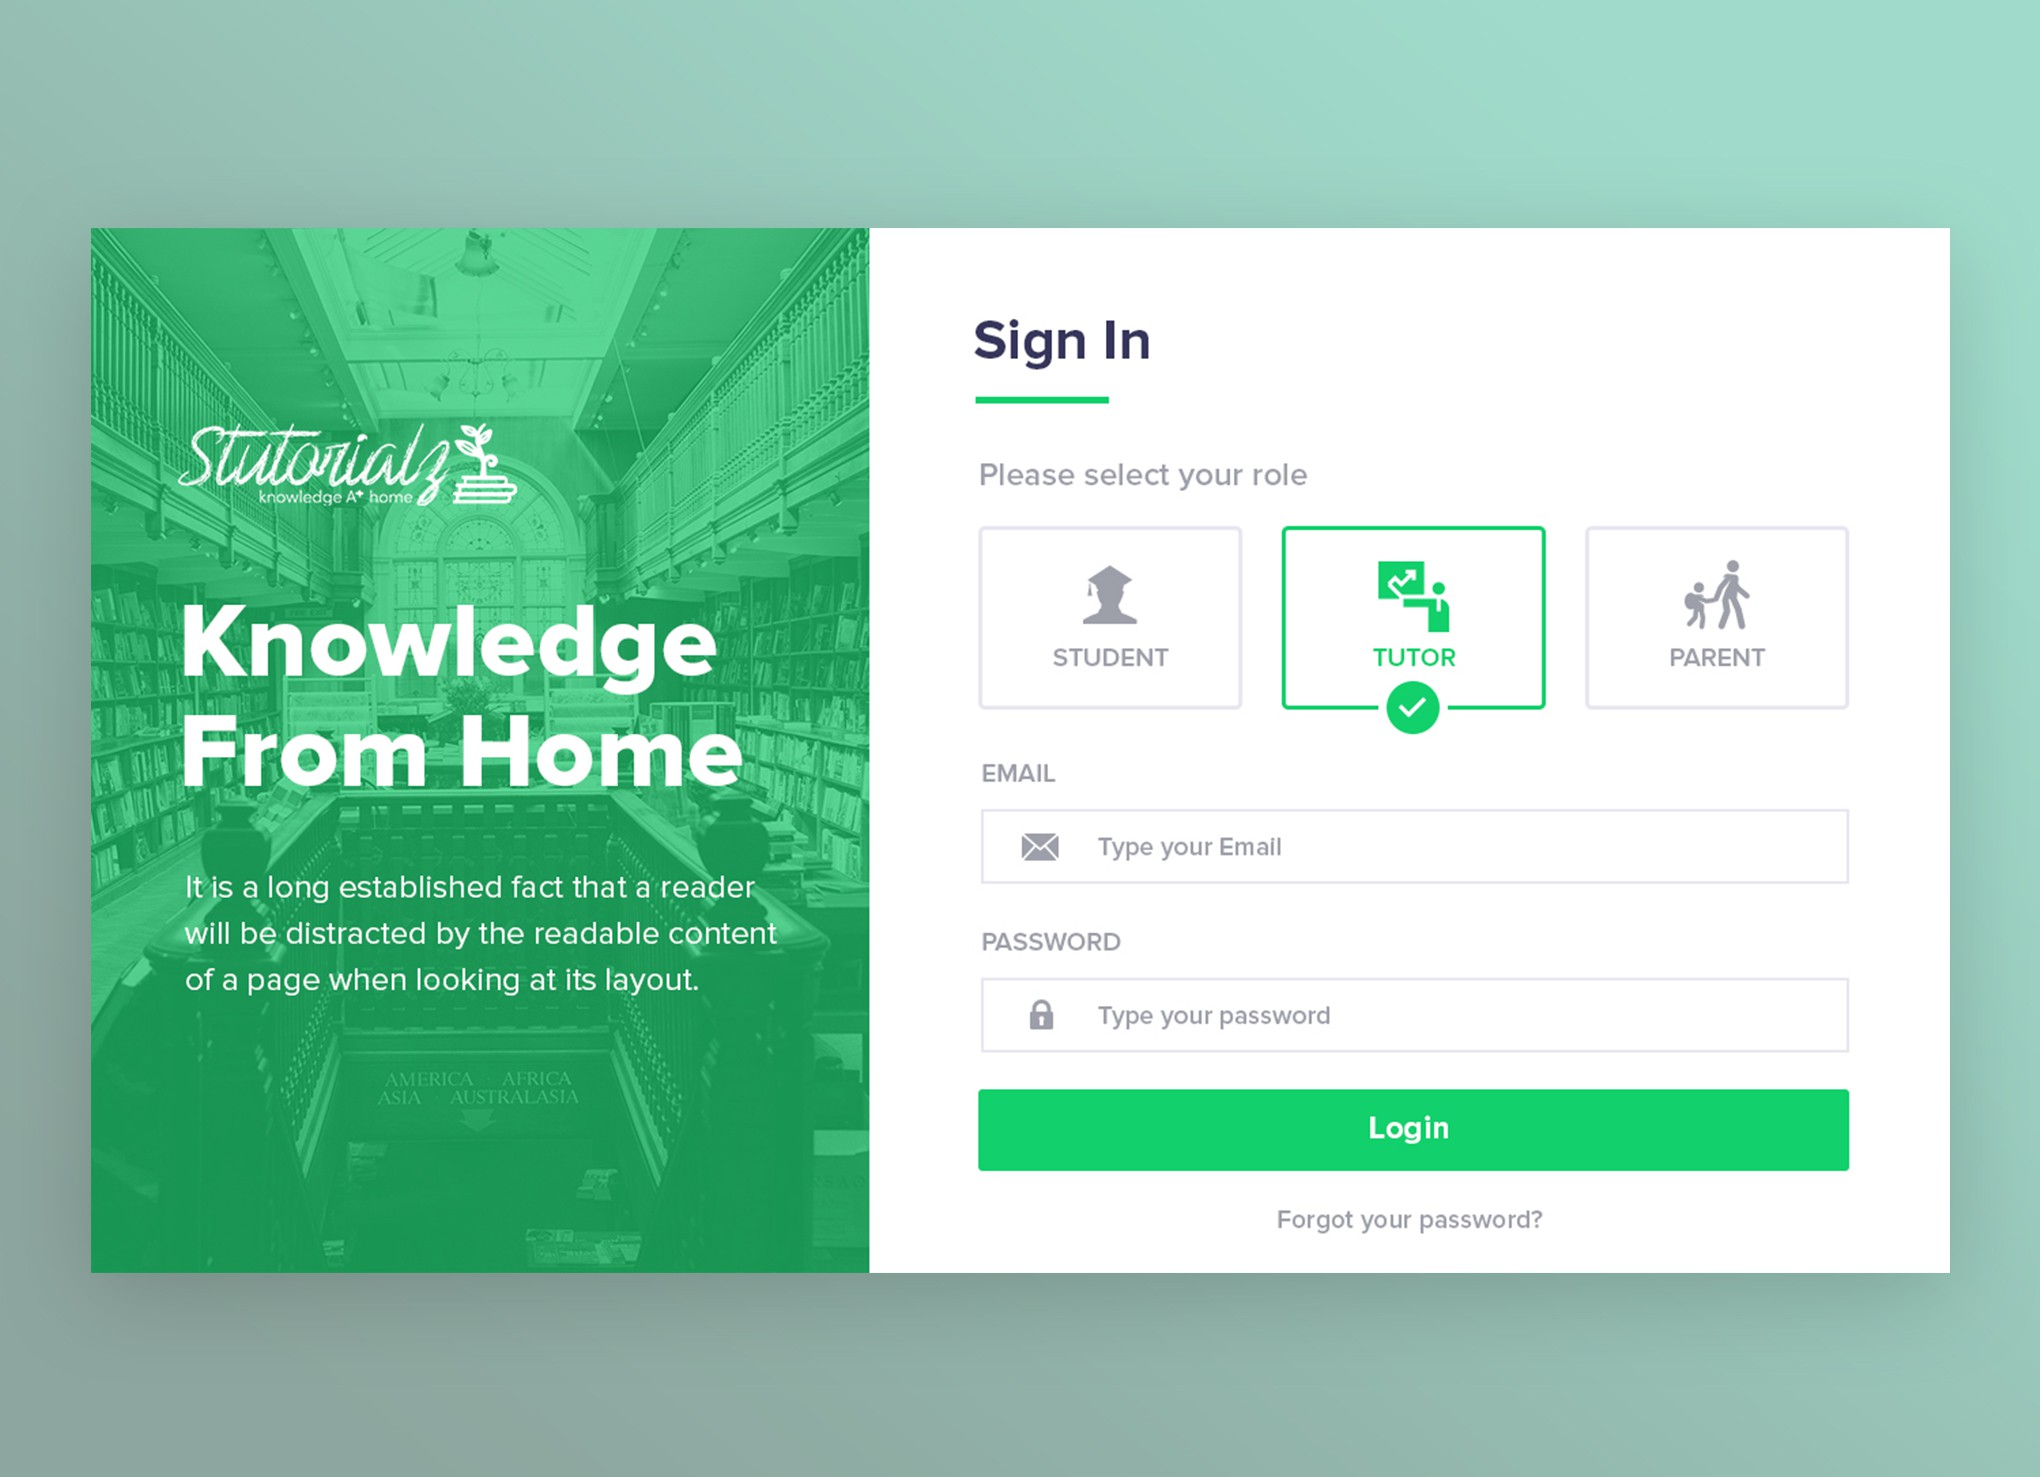 Stutorialz
knowledge A+ home
Knowledge
From Home
It is a long established fact that a reader
will be distracted by the readable content
of a page when looking at its layout.
AMERICA AFRICA
ASIA AUSTRALASIA
Sign In
Please select your role
STUDENT
TUTOR
PARENT
EMAIL
Type your Email
PASSWORD
Type your password
Login
Forgot your password?